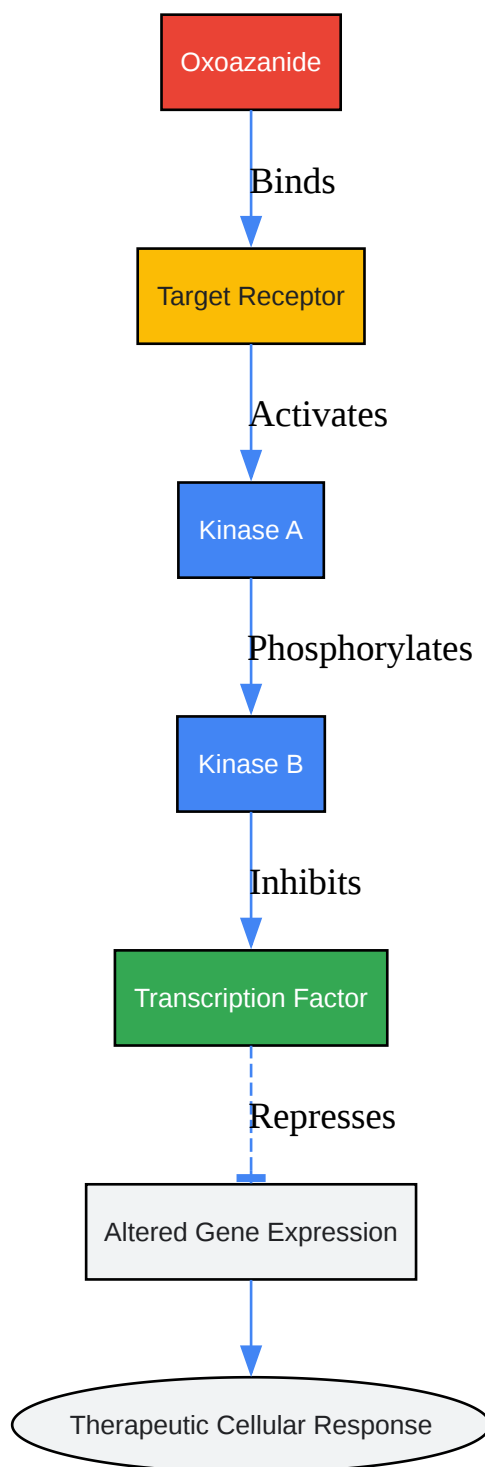 Oxoazanide
Binds
Target Receptor
Activates
Kinase A
Phosphorylates
Kinase B
Inhibits
Transcription Factor
Represses
Altered Gene Expression
Therapeutic Cellular Response